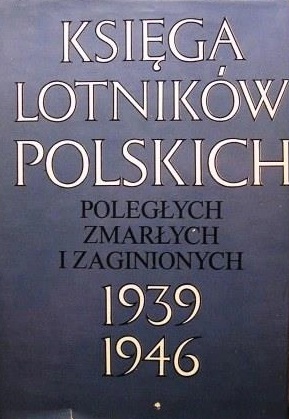 KSIĘGA
LOTNIKÓW
POLSKICH
POLEGŁYCH
ZMARŁYCH
I ZAGINIONYCH
1939
1946